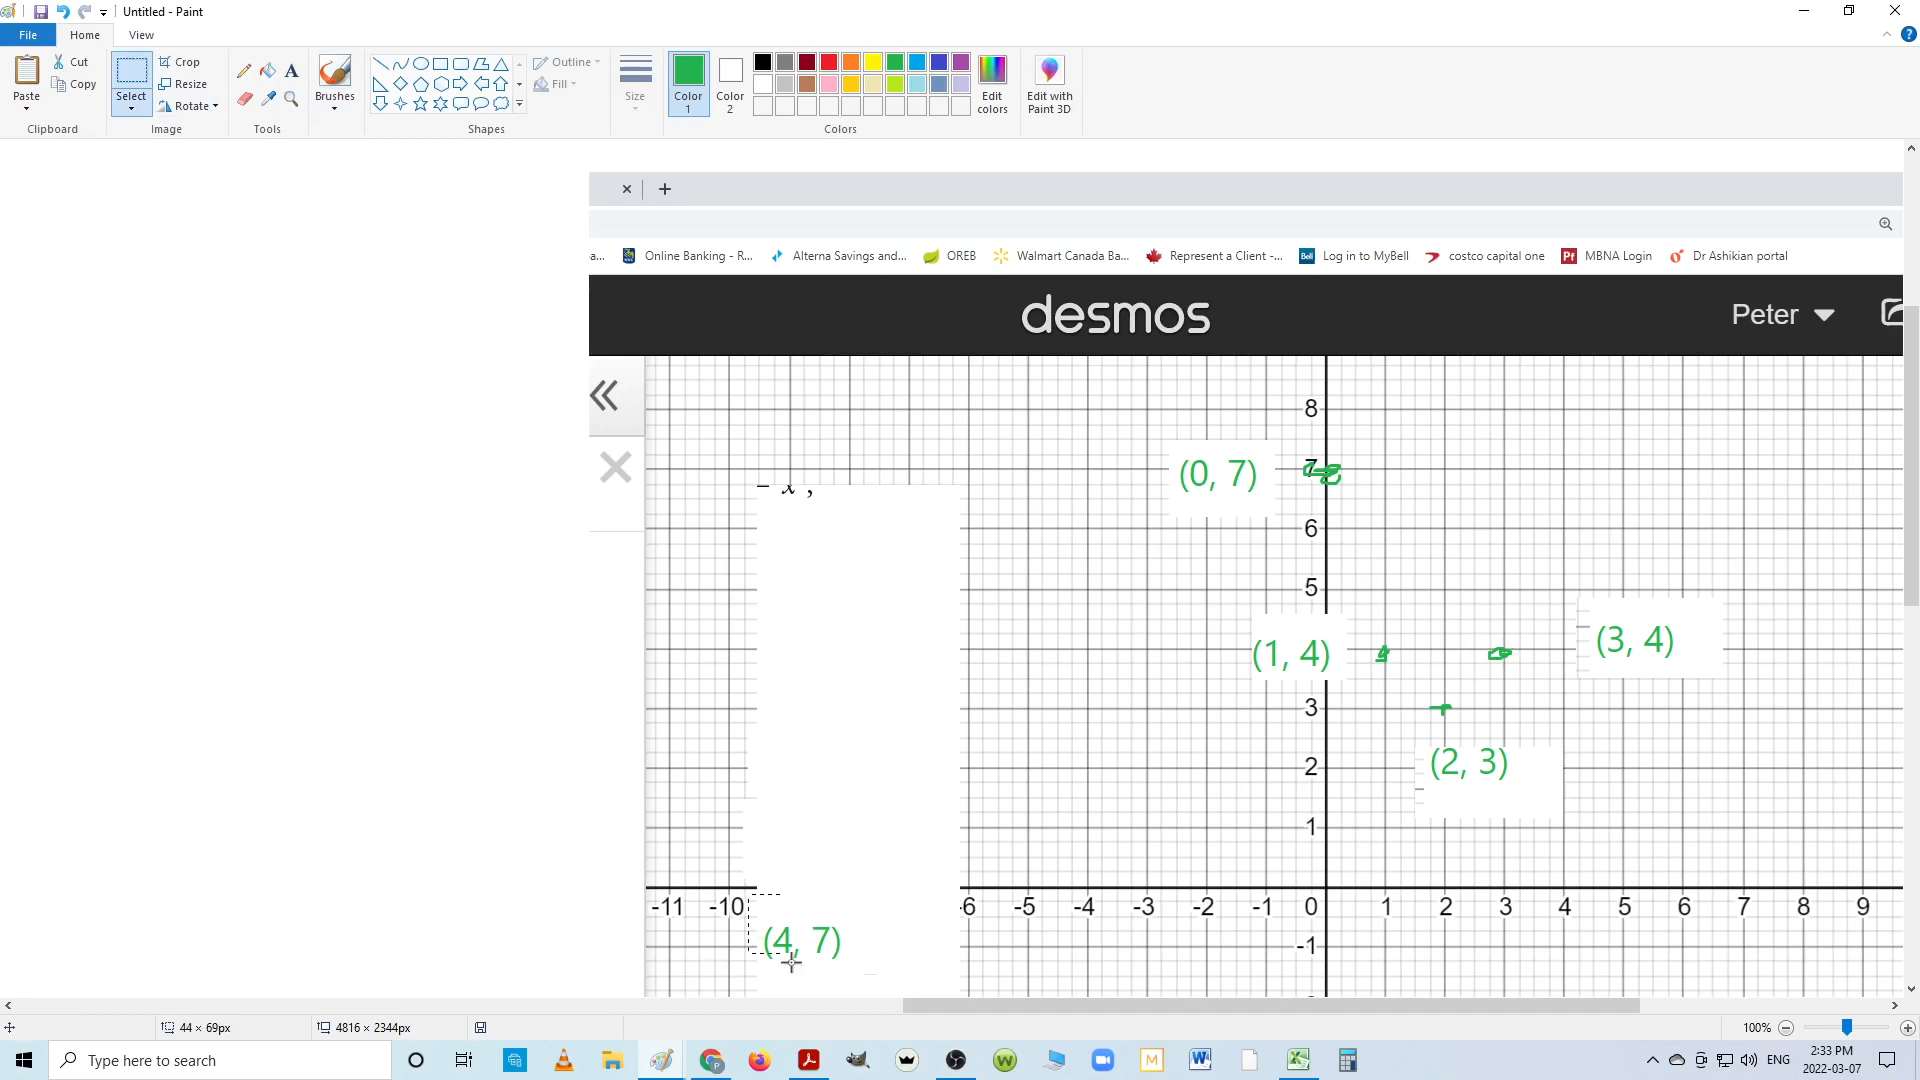 Untitled - Paint
File Home View
Paste
Cut
Copy
Clipboard
Select
Crop
Resize
Rotate
Image
Tools
Brushes
Shapes
Outline
Fill
Size
Color 1
Color 2
Edit colors
Colors
Edit with Paint 3D
a... Online Banking - R... Alterna Savings and... OREB Walmart Canada Ba... Represent a Client -... Log in to MyBell costco capital one MBNA Login Dr Ashikian portal
desmos
Peter
8
(0, 7) 7
6
5
(1, 4)
(3, 4)
3
(2, 3)
2
1
-11 -10 -6 -5 -4 -3 -2 -1 0 1 2 3 4 5 6 7 8 9
-1
x ,
(4, 7)
44 × 69px
4816 × 2344px
100%
Type here to search
ENG
2:33 PM
2022-03-07